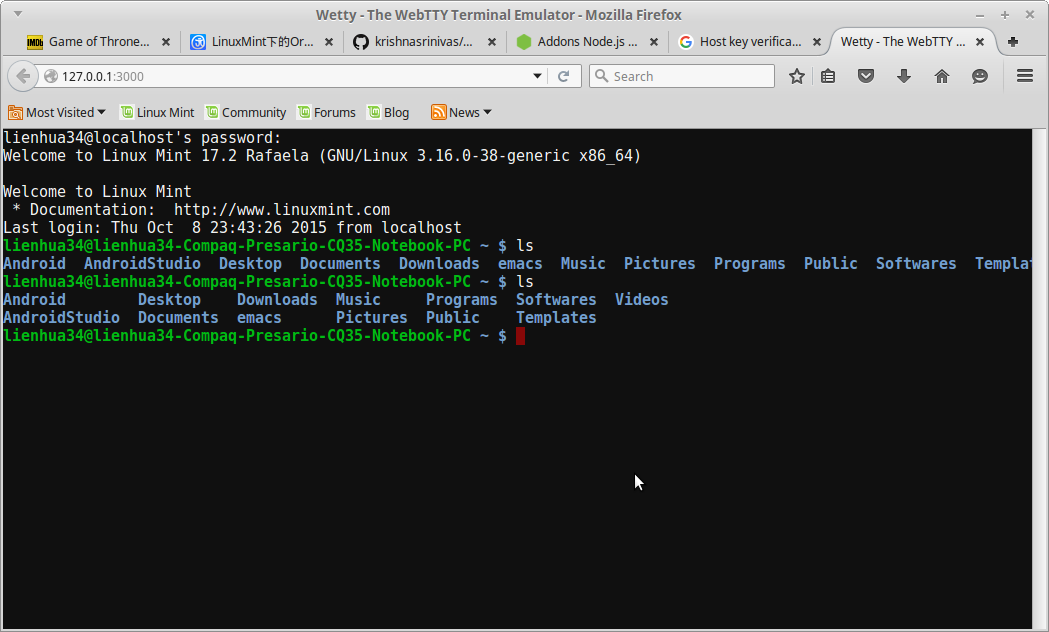 Wetty - The WebTTY Terminal Emulator - Mozilla Firefox
IMDb Game of Throne... LinuxMint下的Or... krishnasrinivas/... Addons Node.js ... Host key verifica... Wetty - The WebTTY ...
127.0.0.1:3000 Search
Most Visited Linux Mint Community Forums Blog News
lienhua34@localhost's password:
Welcome to Linux Mint 17.2 Rafaela (GNU/Linux 3.16.0-38-generic x86_64)
Welcome to Linux Mint
* Documentation:  http://www.linuxmint.com
Last login: Thu Oct  8 23:43:26 2015 from localhost
lienhua34@lienhua34-Compaq-Presario-CQ35-Notebook-PC ~ $ ls
Android  AndroidStudio  Desktop  Documents  Downloads  emacs  Music  Pictures  Programs  Public  Softwares  Templa
lienhua34@lienhua34-Compaq-Presario-CQ35-Notebook-PC ~ $ ls
Android        Desktop    Downloads  Music     Programs  Softwares  Videos
AndroidStudio  Documents  emacs      Pictures  Public    Templates
lienhua34@lienhua34-Compaq-Presario-CQ35-Notebook-PC ~ $